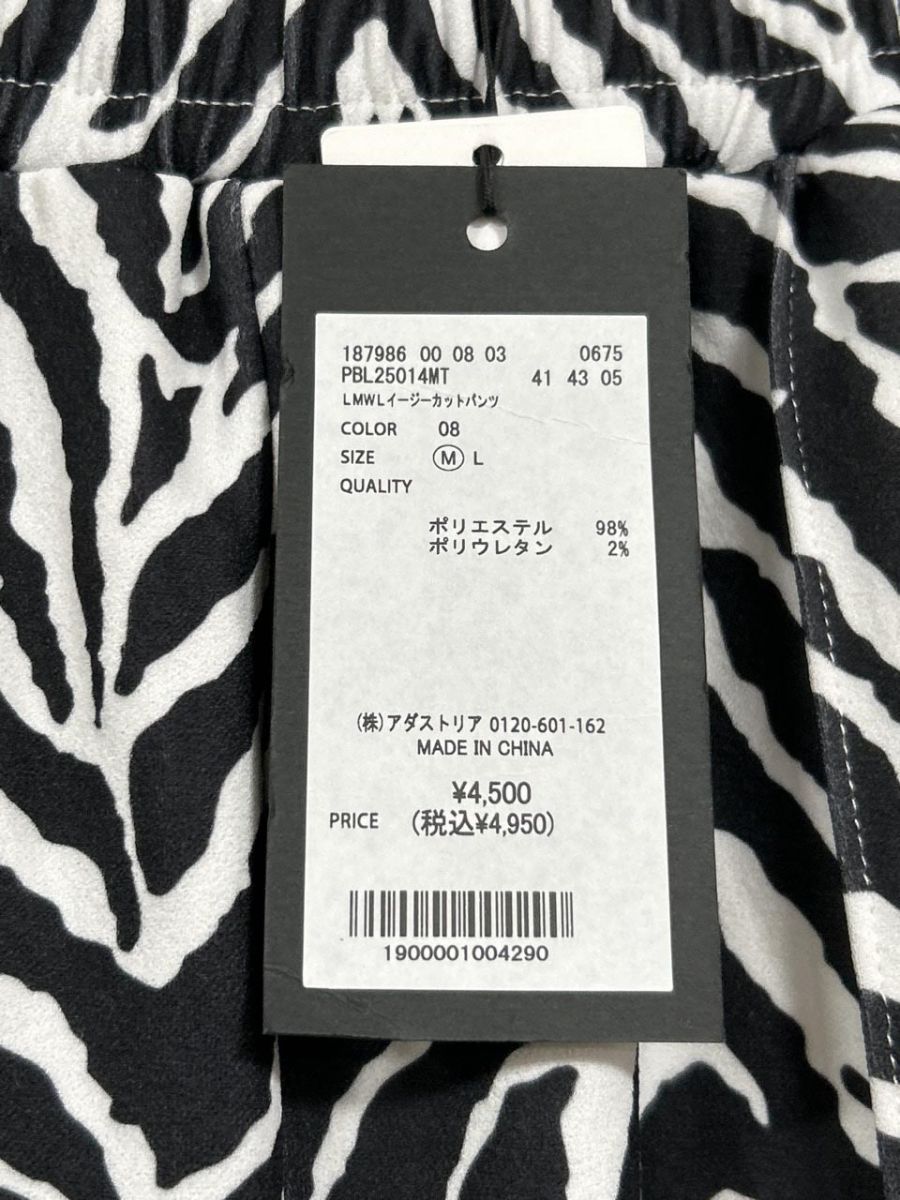 187986 00 08 03 0675
PBL25014MT 41 43 05
LMWLイージーカットパンツ
COLOR 08
SIZE M L
QUALITY
ポリエステル 98%
ポリウレタン 2%
(株)アダストリア 0120-601-162
MADE IN CHINA
¥4,500
PRICE (税込¥4,950)
1900001004290